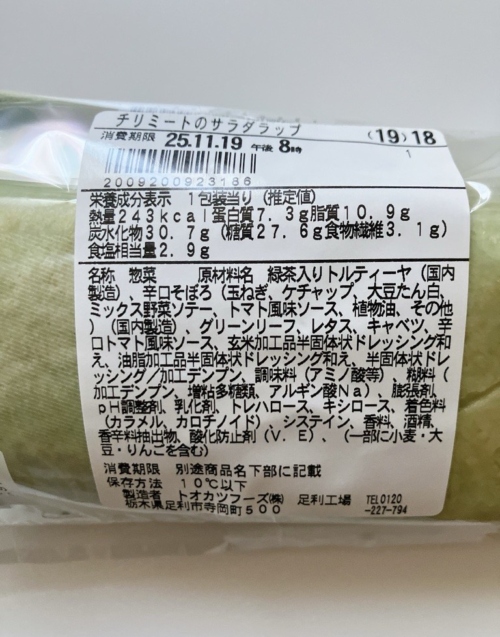 チリミートのサラダラップ
消費期限 25.11.19 午後 8時 (19)18
1
2009200923186
栄養成分表示 1包装当り (推定値)
熱量243kcal蛋白質7.3g脂質10.9g
炭水化物30.7g(糖質27.6g食物繊維3.1g)
食塩相当量2.9g
名称 惣菜 原材料名 緑茶入りトルティーヤ(国内
製造)、辛口そぼろ(玉ねぎ、ケチャップ、大豆たん白、
ミックス野菜ソテー、トマト風味ソース、植物油、その他
)(国内製造)、グリーンリーフ、レタス、キャベツ、辛
口トマト風味ソース、玄米加工品半固体状ドレッシング和
え、油脂加工品半固体状ドレッシング和え、半固体状ドレ
ッシング/加工デンプン、調味料(アミノ酸等)、糊料(
加工デンプン、増粘多糖類、アルギン酸Na)、膨張剤、
pH調整剤、乳化剤、トレハロース、キシロース、着色料
(カラメル、カロチノイド)、システイン、香料、酒精、
香辛料抽出物、酸化防止剤(V.E)、(一部に小麦・大
豆・りんごを含む)
消費期限 別途商品名下部に記載
保存方法 10℃以下
製造者 トオカツフーズ㈱ 足利工場 TEL0120
栃木県足利市寺岡町500 -227-794